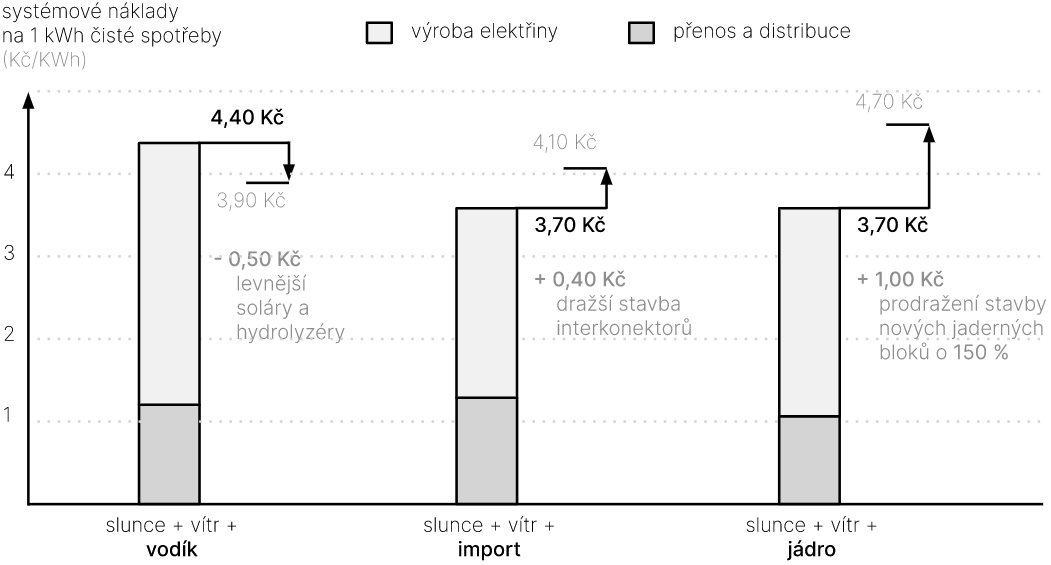 systémové náklady
na 1 kWh čisté spotřeby
(Kč/KWh)
výroba elektřiny
přenos a distribuce
4
3
2
1
4,40 Kč
3,90 Kč
- 0,50 Kč
levnější
soláry a
hydrolyzéry
4,10 Kč
3,70 Kč
+ 0,40 Kč
dražší stavba
interkonektorů
4,70 Kč
3,70 Kč
+ 1,00 Kč
prodražení stavby
nových jaderných
bloků o 150 %
slunce + vítr +
vodík
slunce + vítr +
import
slunce + vítr +
jádro